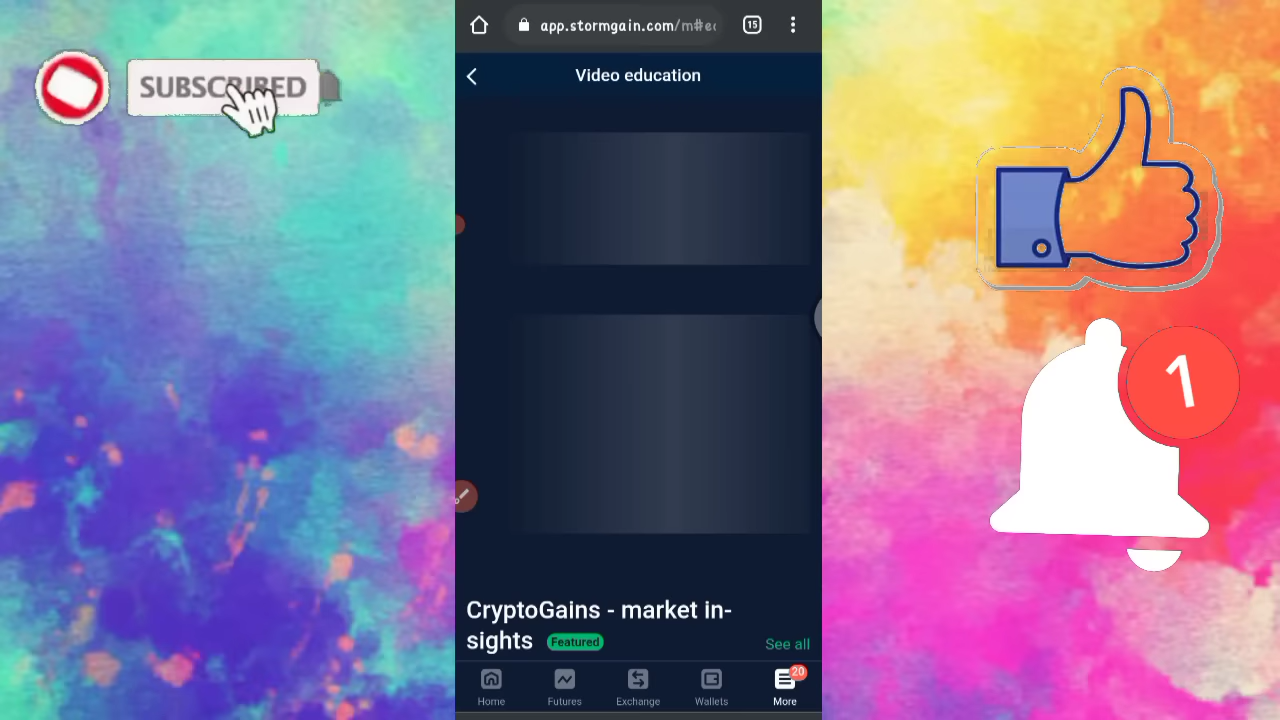 SUBSCRIBED
app.stormgain.com/m#e
15
Video education
1
CryptoGains - market in-
sights Featured
See all
20
Home Futures Exchange Wallets More